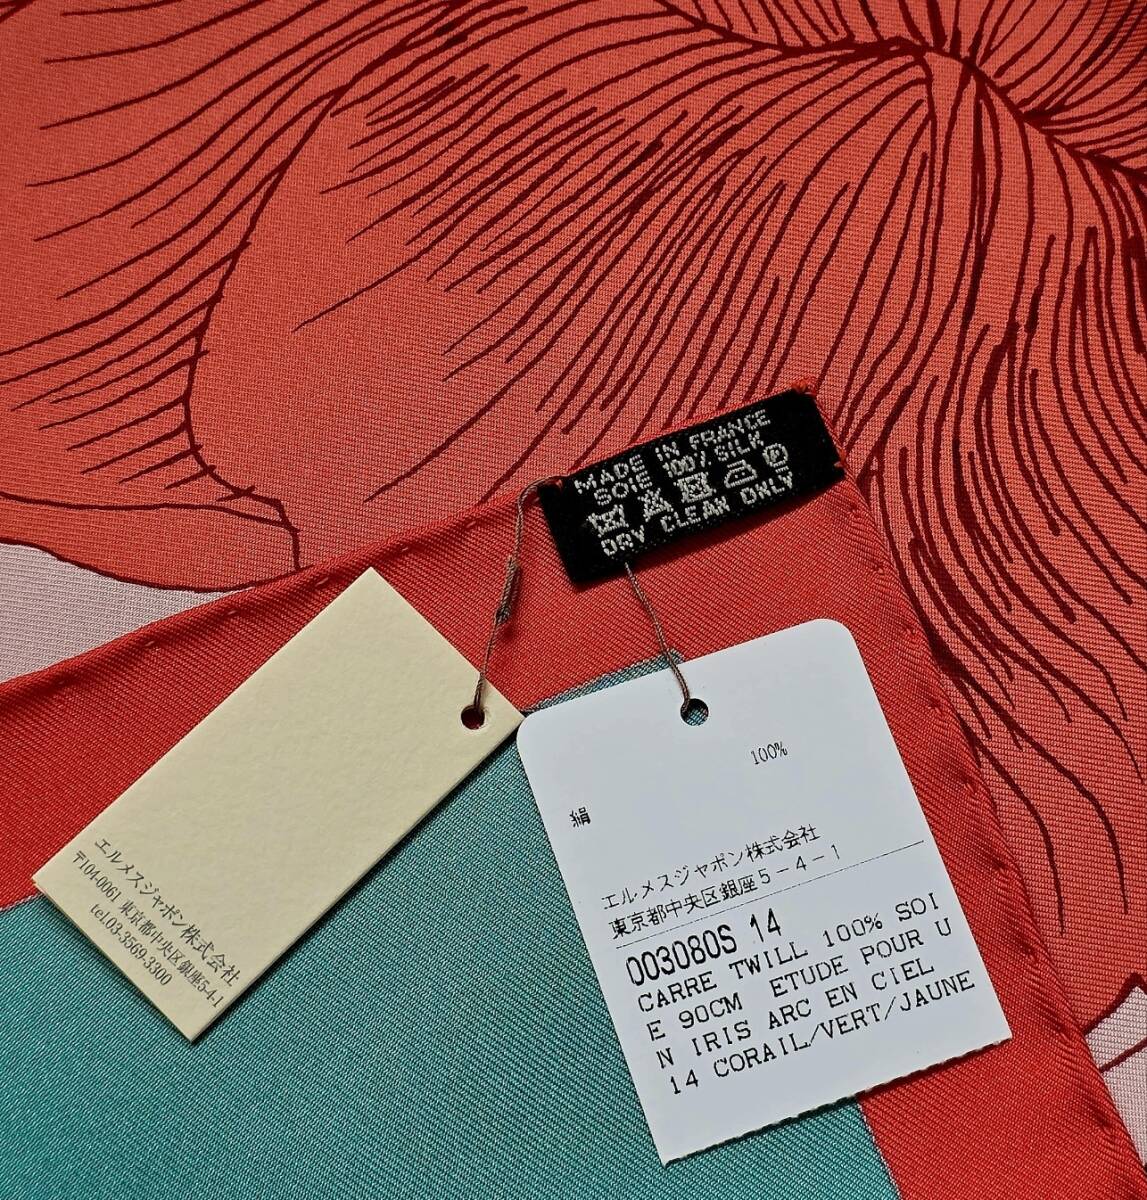 MADE IN FRANCE
SOIE 100% SILK
DRY CLEAN ONLY
エルメスジャポン株式会社
〒104-0061 東京都中央区銀座5-4-1
tel.03-3569-3300
100%
絹
エルメスジャポン株式会社
東京都中央区銀座5-4-1
003080S 14
CARRE TWILL 100% SOI
E 90CM ETUDE POUR U
N IRIS ARC EN CIEL
14 CORAIL/VERT/JAUNE